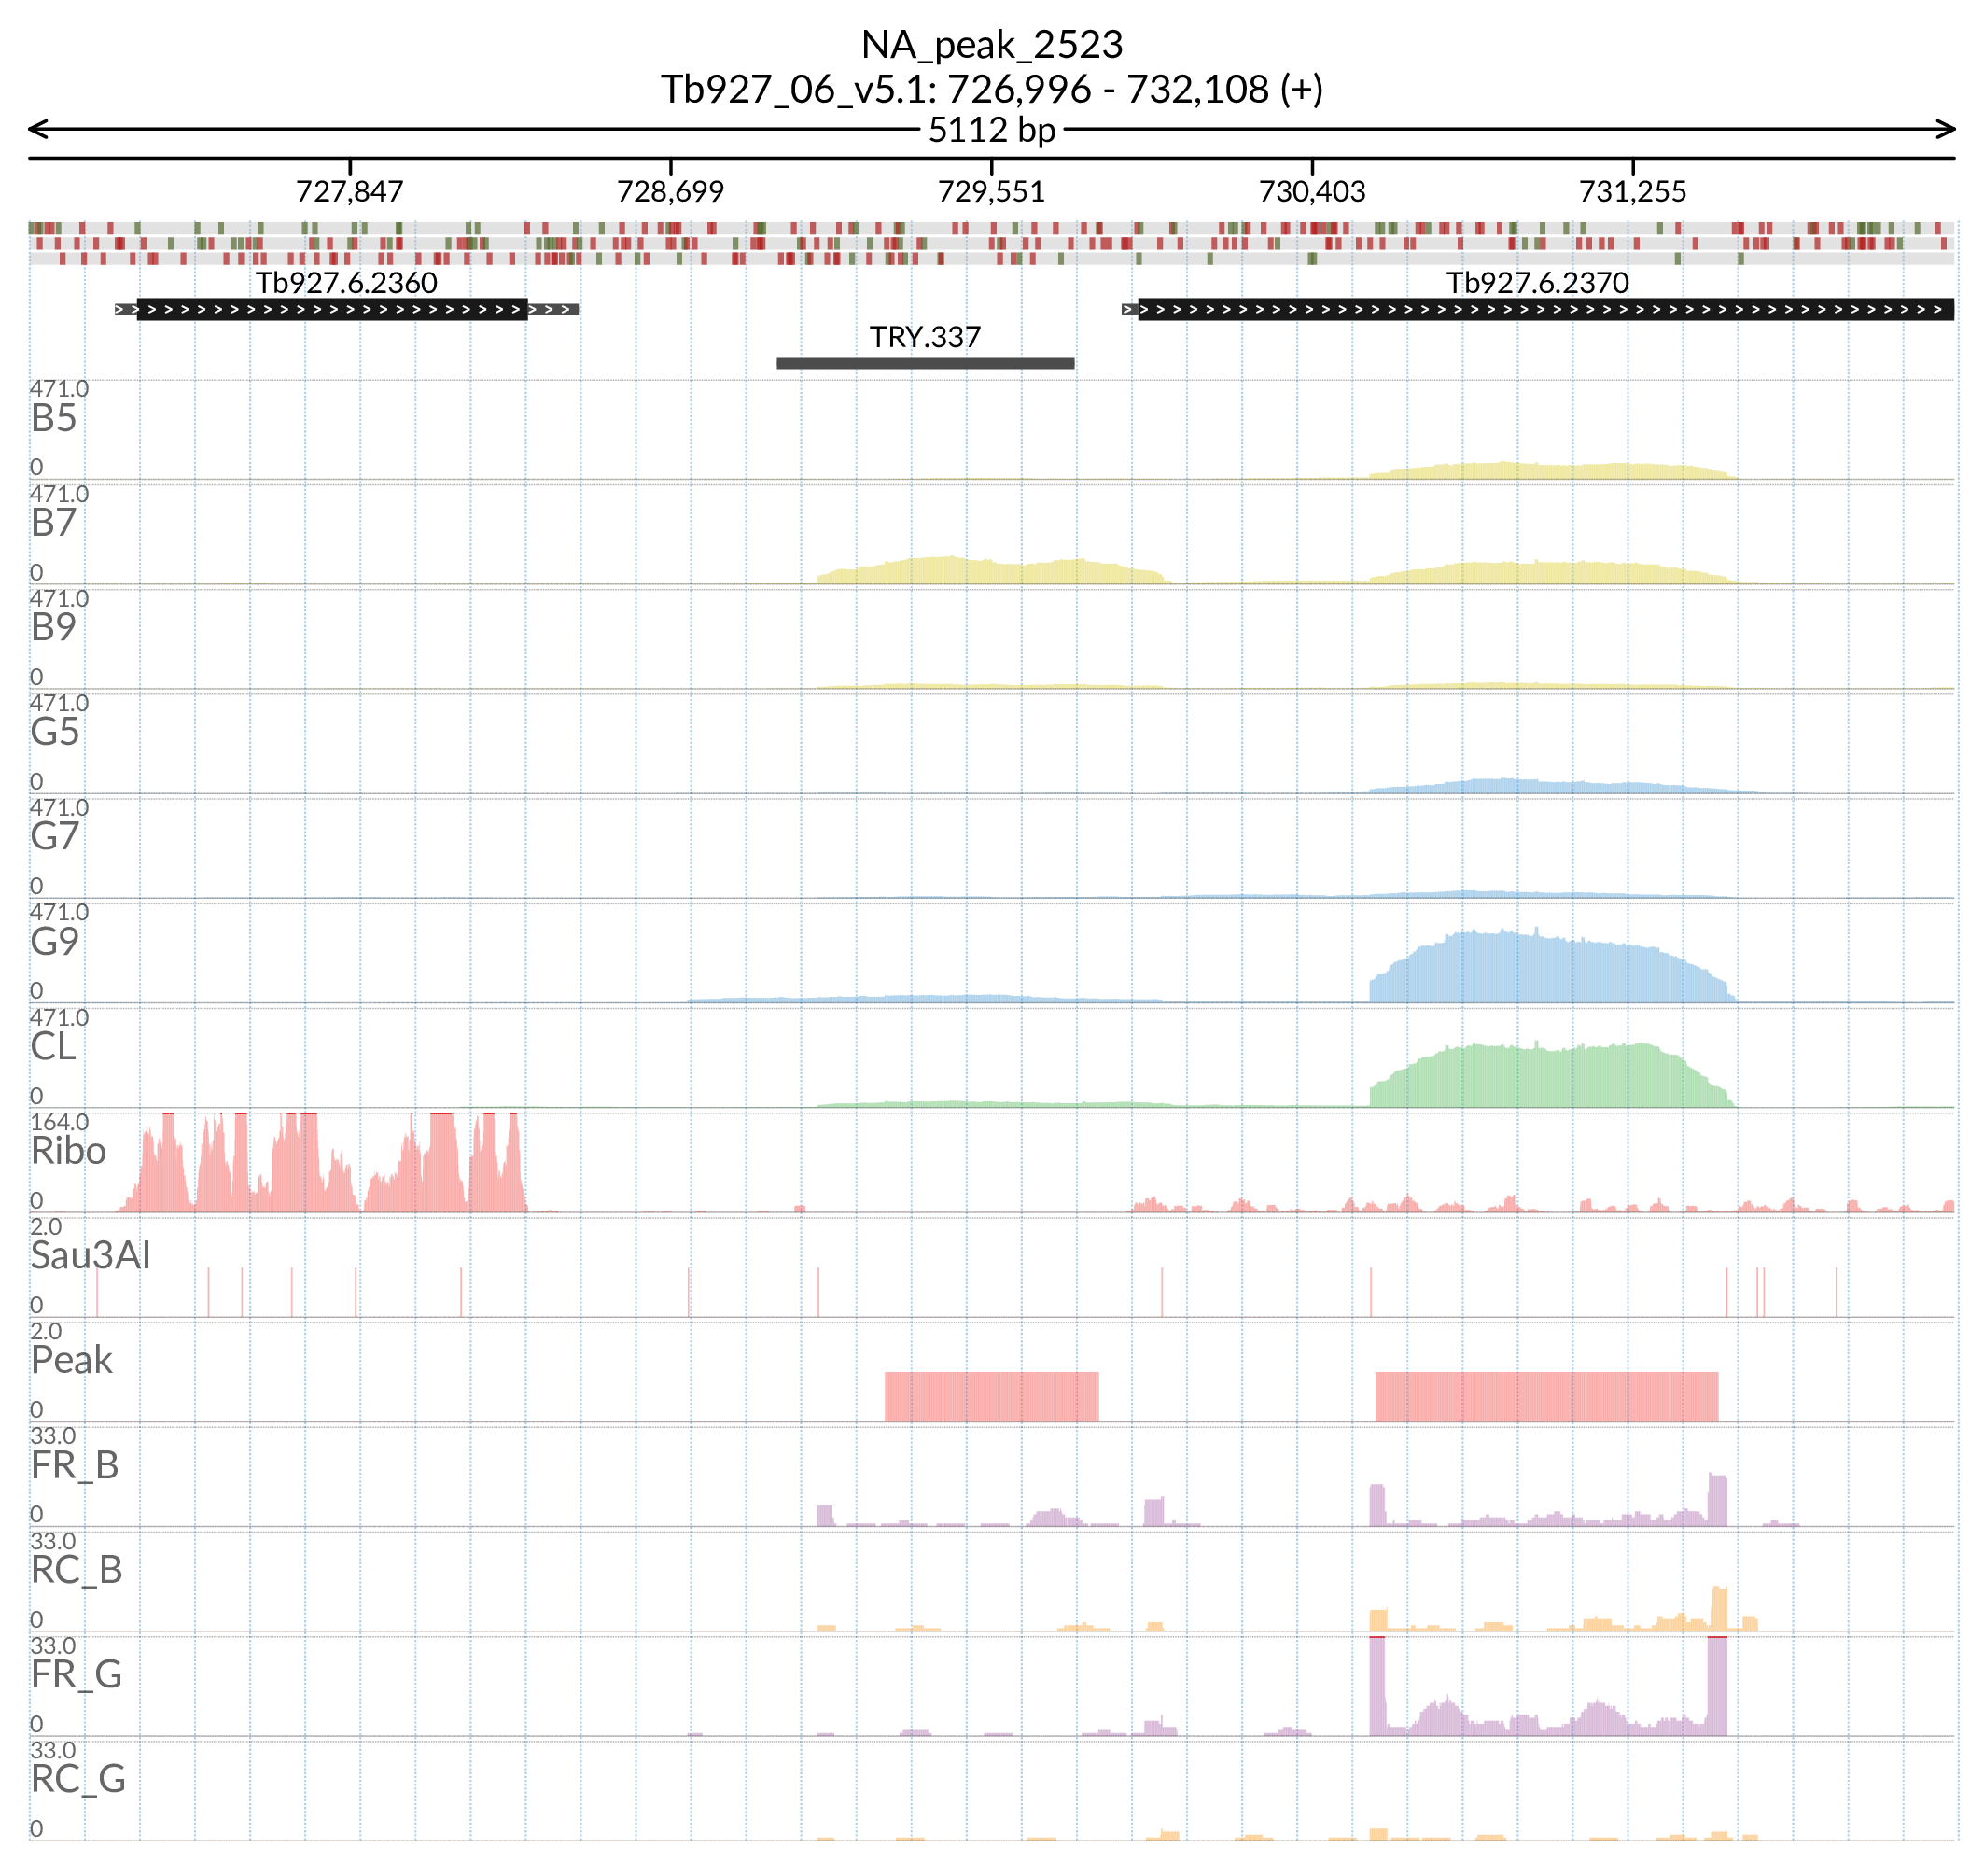 NA_peak_2523
Tb927_06_v5.1: 726,996 - 732,108 (+)
5112 bp
727,847 728,699 729,551 730,403 731,255
Tb927.6.2360 Tb927.6.2370
TRY.337
471.0
B5
0
471.0
B7
0
471.0
B9
0
471.0
G5
0
471.0
G7
0
471.0
G9
0
471.0
CL
0
164.0
Ribo
0
2.0
Sau3AI
0
2.0
Peak
0
33.0
FR_B
0
33.0
RC_B
0
33.0
FR_G
0
33.0
RC_G
0